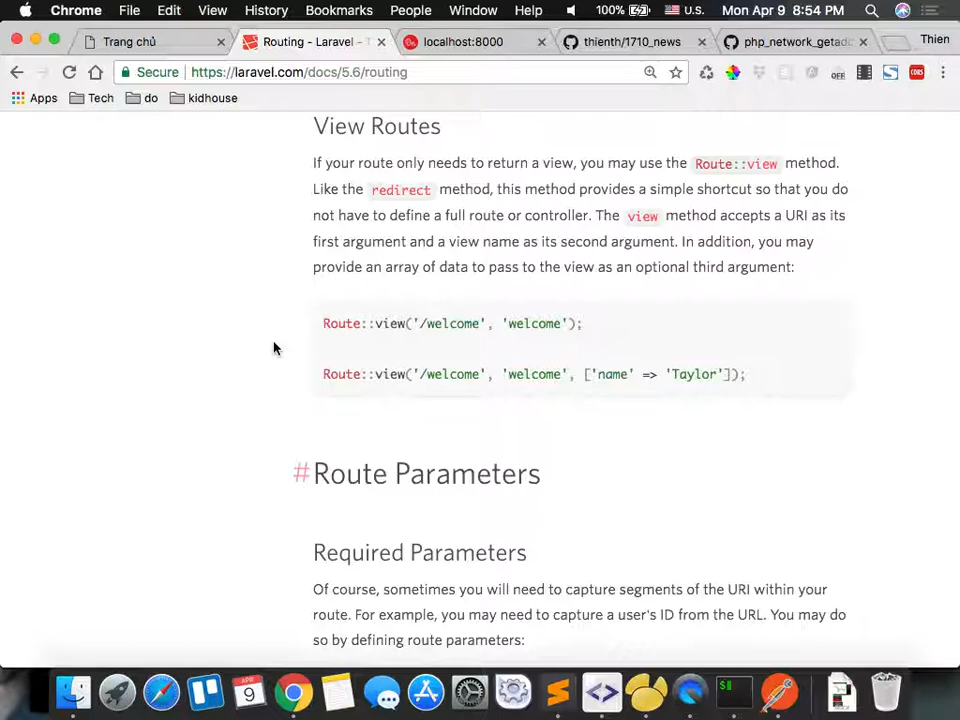 Chrome File Edit View History Bookmarks People Window Help 100% U.S. Mon Apr 9 8:54 PM
Trang chủ Routing - Laravel - T localhost:8000 thienth/1710_news php_network_getadd Thien
Secure https://laravel.com/docs/5.6/routing OFF CORS
Apps Tech do kidhouse
View Routes
If your route only needs to return a view, you may use the Route::view method.
Like the redirect method, this method provides a simple shortcut so that you do
not have to define a full route or controller. The view method accepts a URI as its
first argument and a view name as its second argument. In addition, you may
provide an array of data to pass to the view as an optional third argument:
Route::view('/welcome', 'welcome');
Route::view('/welcome', 'welcome', ['name' => 'Taylor']);
#Route Parameters
Required Parameters
Of course, sometimes you will need to capture segments of the URI within your
route. For example, you may need to capture a user's ID from the URL. You may do
so by defining route parameters:
APR
9